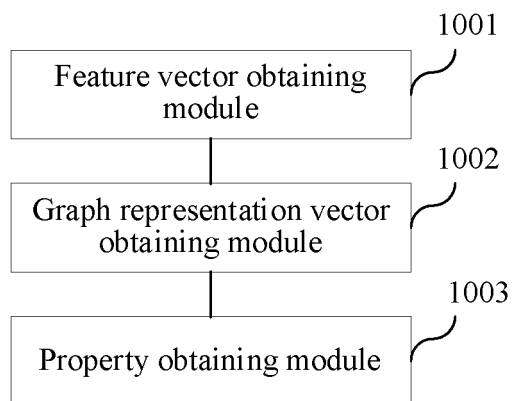 1001
Feature vector obtaining
module
1002
Graph representation vector
obtaining module
1003
Property obtaining module